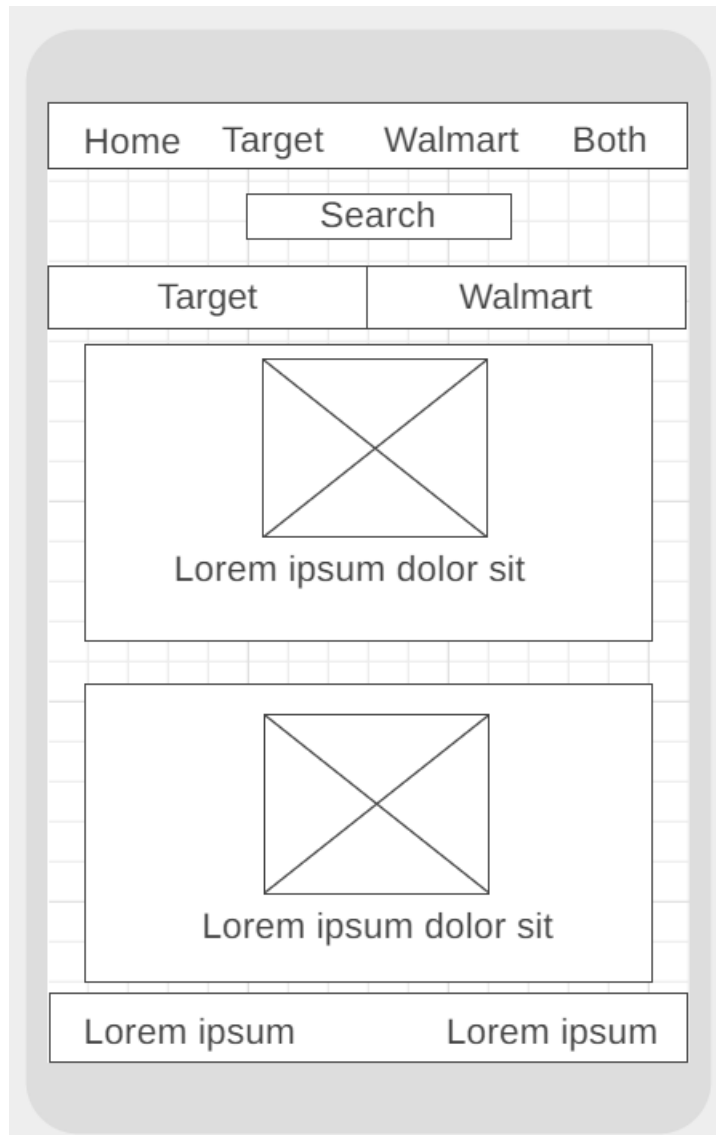 Home Target Walmart Both
Search
Target Walmart
Lorem ipsum dolor sit
Lorem ipsum dolor sit
Lorem ipsum Lorem ipsum